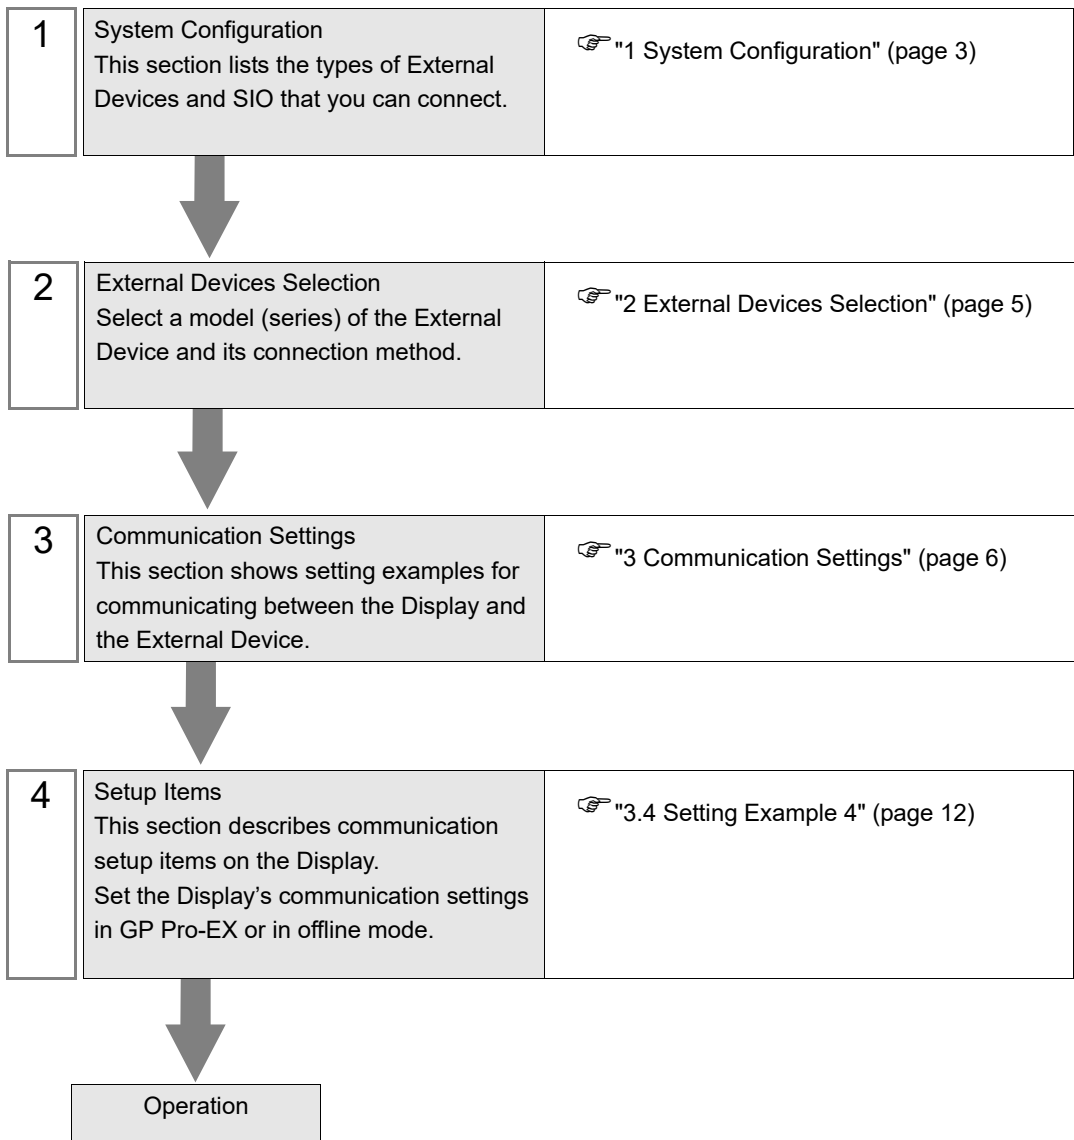 1
System Configuration
This section lists the types of External
Devices and SIO that you can connect.
"1 System Configuration" (page 3)
2
External Devices Selection
Select a model (series) of the External
Device and its connection method.
"2 External Devices Selection" (page 5)
3
Communication Settings
This section shows setting examples for
communicating between the Display and
the External Device.
"3 Communication Settings" (page 6)
4
Setup Items
This section describes communication
setup items on the Display.
Set the Display’s communication settings
in GP Pro-EX or in offline mode.
"3.4 Setting Example 4" (page 12)
Operation